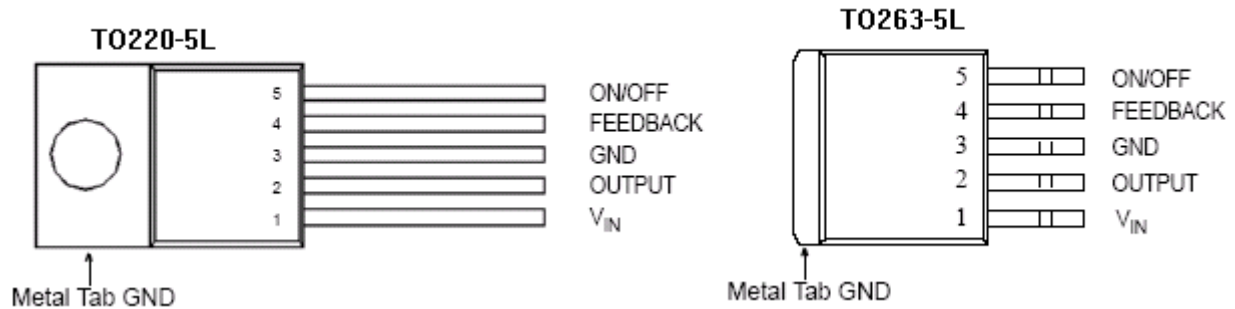 TO220-5L
5 ON/OFF
4 FEEDBACK
3 GND
2 OUTPUT
1 VIN
Metal Tab GND
TO263-5L
5 ON/OFF
4 FEEDBACK
3 GND
2 OUTPUT
1 VIN
Metal Tab GND